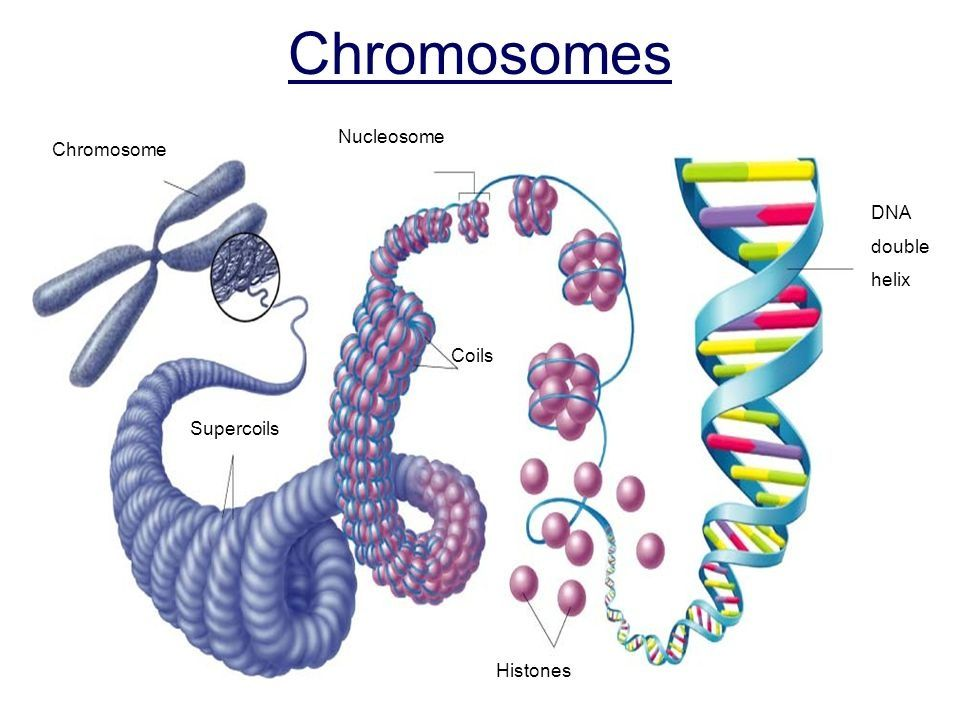 Chromosomes
Nucleosome
Chromosome
DNA
double
helix
Coils
Supercoils
Histones